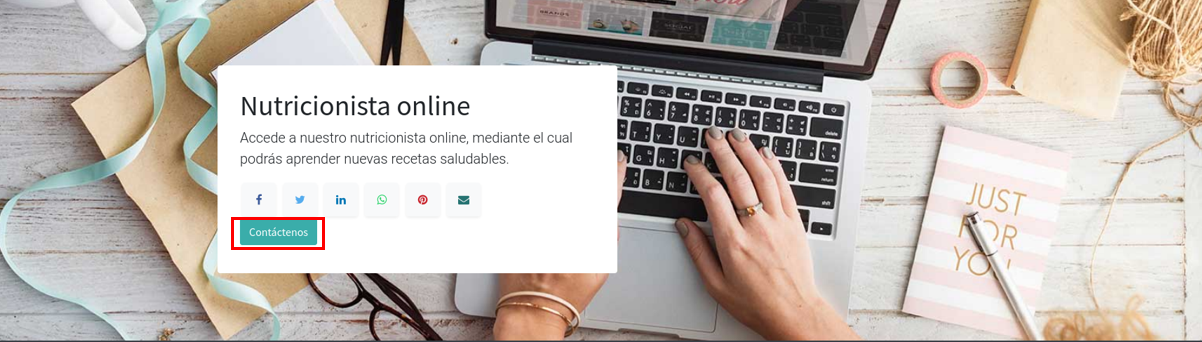 Nutricionista online
Accede a nuestro nutricionista online, mediante el cual
podrás aprender nuevas recetas saludables.
Contáctenos
JUST
FOR
YOU